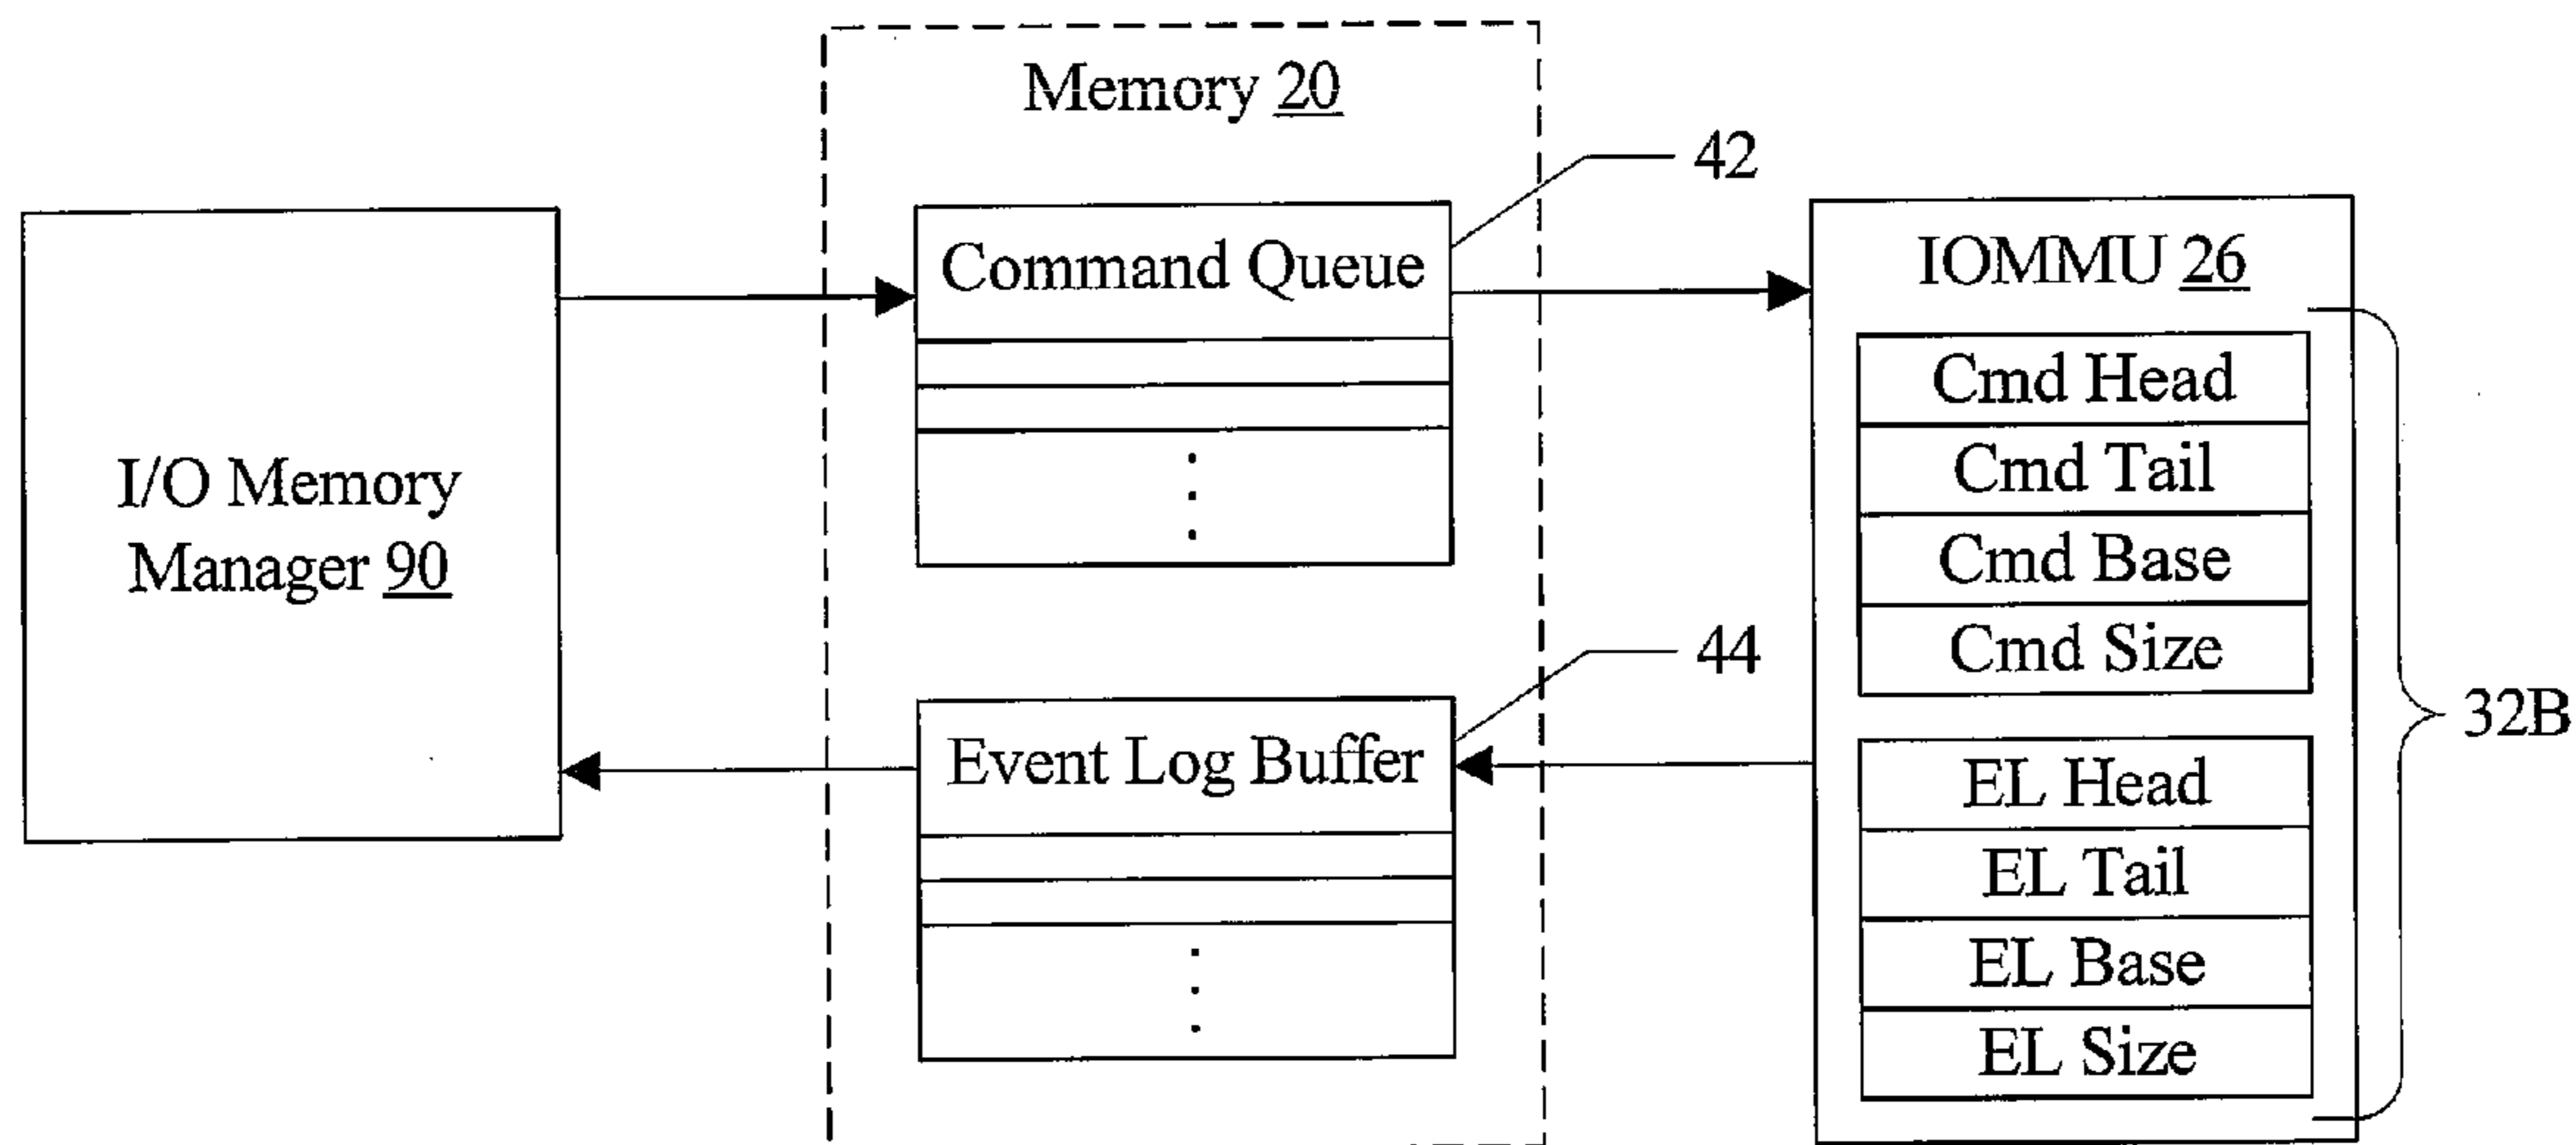 Memory 20
42
Command Queue
I/O Memory
Manager 90
44
Event Log Buffer
IOMMU 26
Cmd Head
Cmd Tail
Cmd Base
Cmd Size
EL Head
EL Tail
EL Base
EL Size
32B